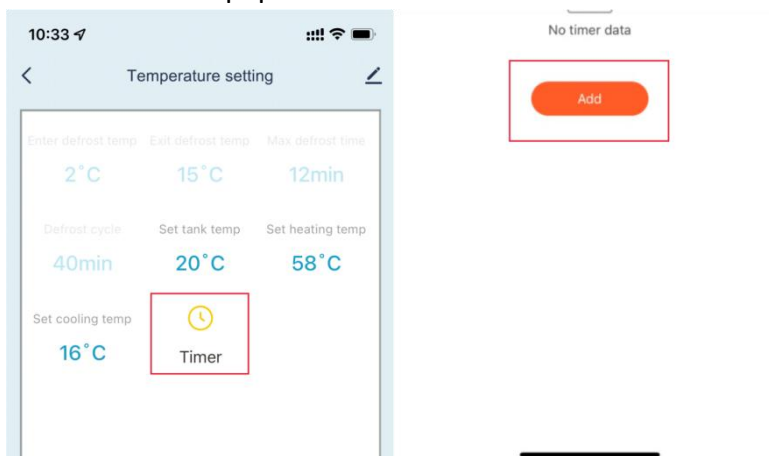 10:33
Temperature setting
Enter defrost temp Exit defrost temp Max defrost time
2°C 15°C 12min
Defrost cycle Set tank temp Set heating temp
40min 20°C 58°C
Set cooling temp
16°C Timer
No timer data
Add